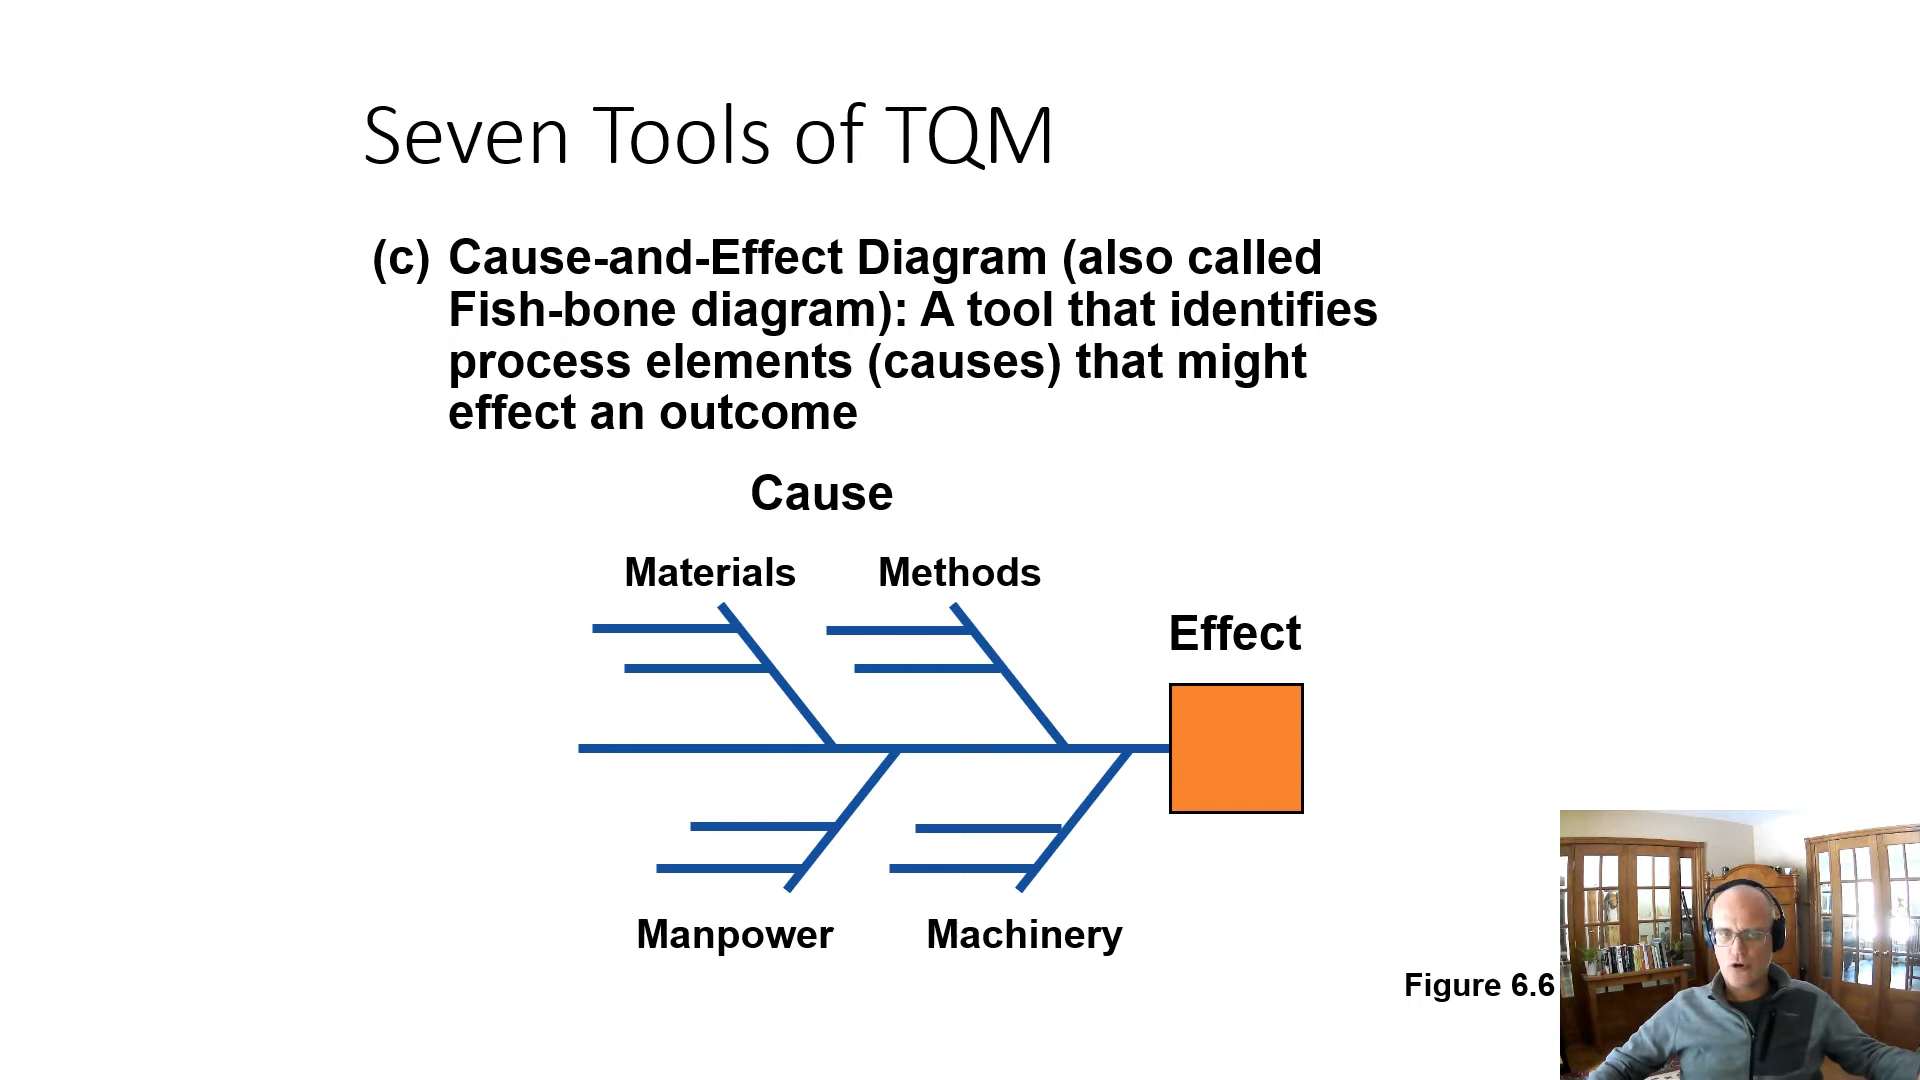 Seven Tools of TQM
(c) Cause-and-Effect Diagram (also called
Fish-bone diagram): A tool that identifies
process elements (causes) that might
effect an outcome
Cause
Materials
Methods
Effect
Manpower
Machinery
Figure 6.6